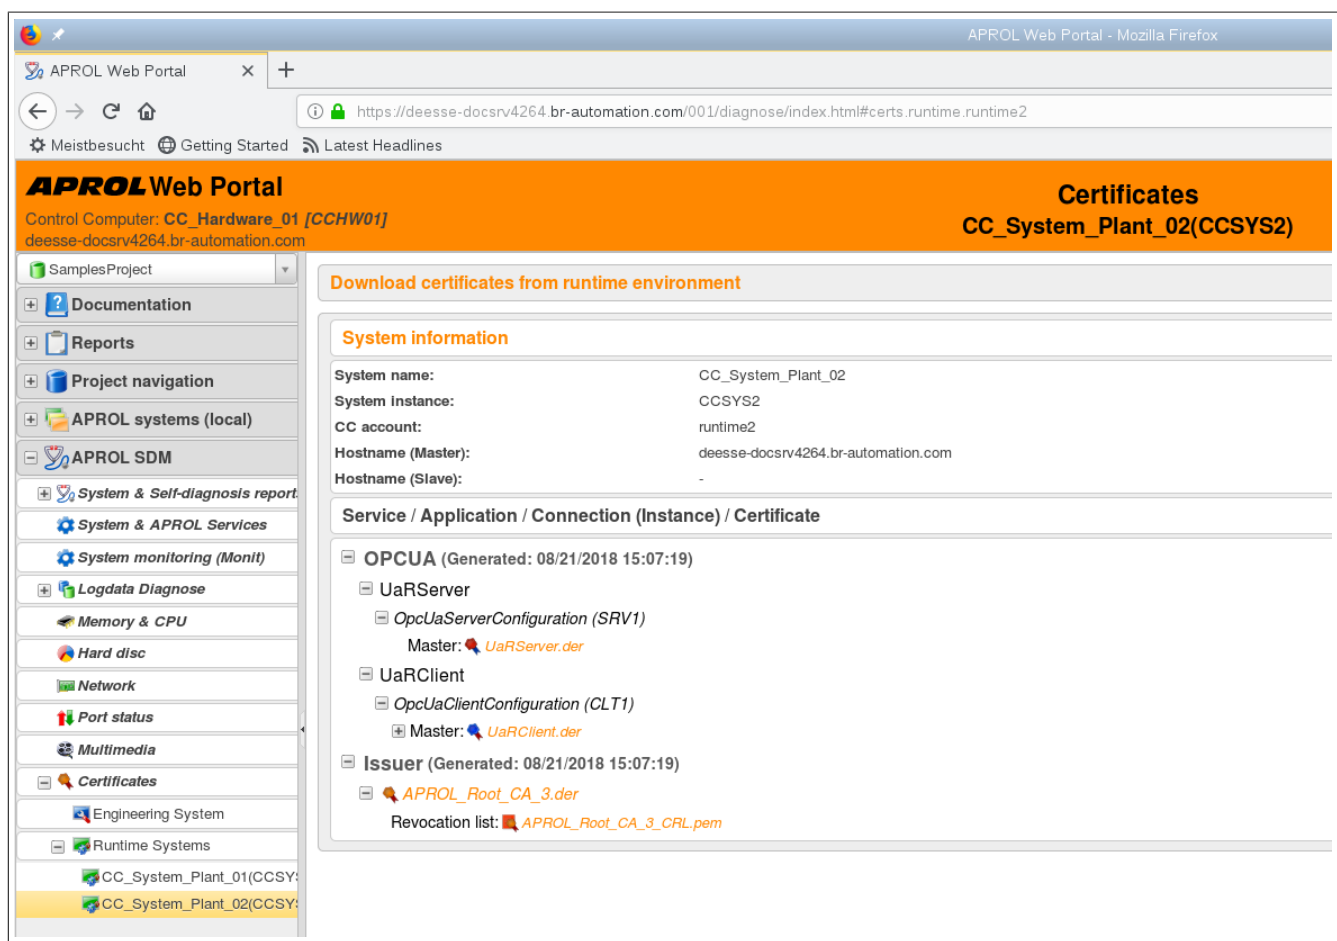 APROL Web Portal - Mozilla Firefox
APROL Web Portal
https://deesse-docsrv4264.br-automation.com/001/diagnose/index.html#certs.runtime.runtime2
Meistbesucht Getting Started Latest Headlines
APROL Web Portal
Control Computer: CC_Hardware_01 [CCHW01]
deesse-docsrv4264.br-automation.com
Certificates
CC_System_Plant_02(CCSYS2)
SamplesProject
Documentation
Reports
Project navigation
APROL systems (local)
APROL SDM
System & Self-diagnosis report
System & APROL Services
System monitoring (Monit)
Logdata Diagnose
Memory & CPU
Hard disc
Network
Port status
Multimedia
Certificates
Engineering System
Runtime Systems
CC_System_Plant_01(CCSY
CC_System_Plant_02(CCSY
Download certificates from runtime environment
System information
System name: CC_System_Plant_02
System instance: CCSYS2
CC account: runtime2
Hostname (Master): deesse-docsrv4264.br-automation.com
Hostname (Slave): -
Service / Application / Connection (Instance) / Certificate
OPCUA (Generated: 08/21/2018 15:07:19)
UaRServer
OpcUaServerConfiguration (SRV1)
Master: UaRServer.der
UaRClient
OpcUaClientConfiguration (CLT1)
Master: UaRClient.der
Issuer (Generated: 08/21/2018 15:07:19)
APROL_Root_CA_3.der
Revocation list: APROL_Root_CA_3_CRL.pem